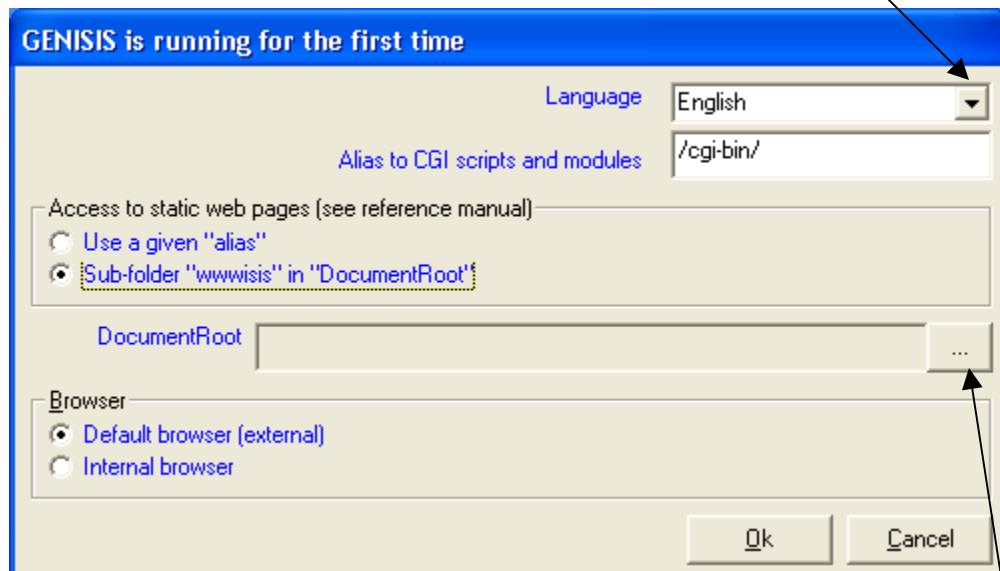 GENISIS is running for the first time
Language English
Alias to CGI scripts and modules /cgi-bin/
Access to static web pages (see reference manual)
Use a given "alias"
Sub-folder "wwwisis" in "DocumentRoot"
DocumentRoot ...
Browser
Default browser (external)
Internal browser
Ok Cancel